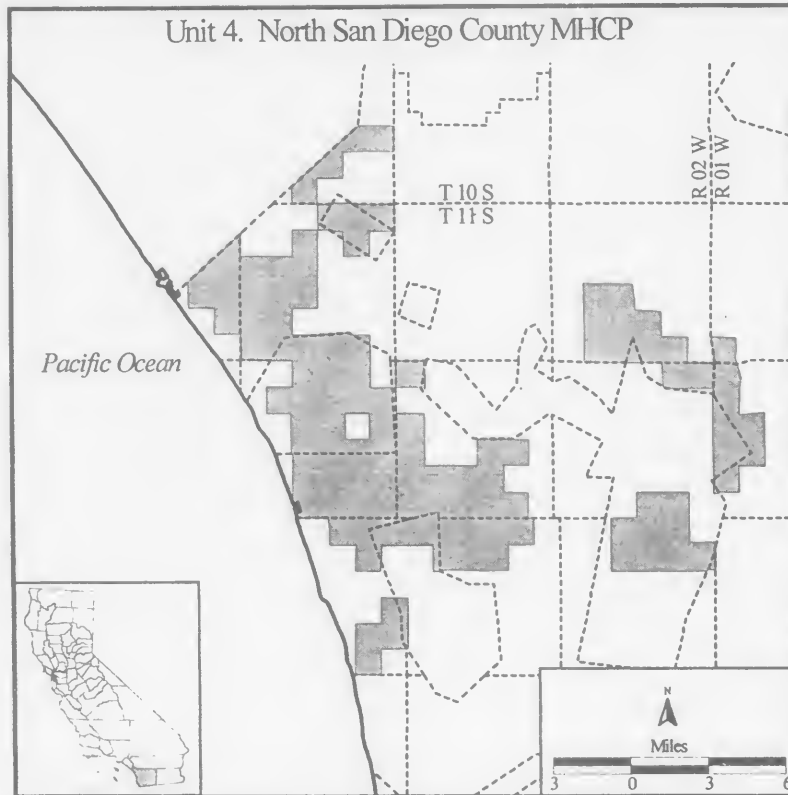 Unit 4. North San Diego County MHCP
R 02 W
R 01 W
T 10 S
T 11 S
Pacific Ocean
N
Miles
3 0 3 6